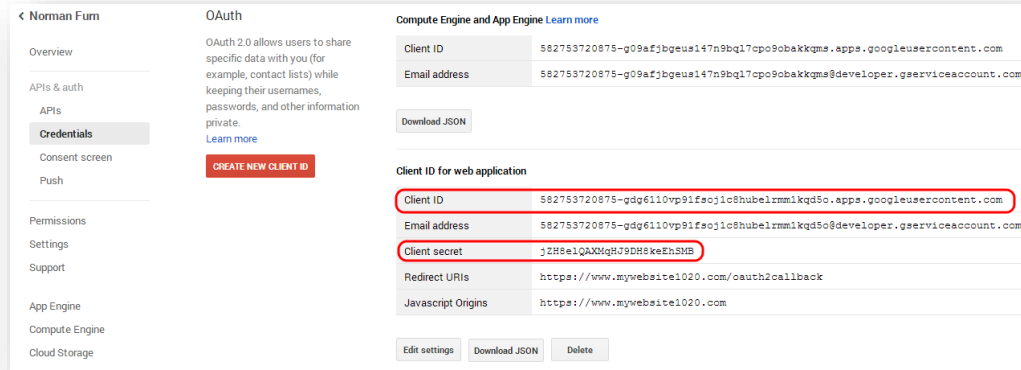 Norman Furn
Overview
APIs & auth
APIs
Credentials
Consent screen
Push
Permissions
Settings
Support
App Engine
Compute Engine
Cloud Storage
OAuth
OAuth 2.0 allows users to share
specific data with you (for
example, contact lists) while
keeping their usernames,
passwords, and other information
private.
Learn more
CREATE NEW CLIENT ID
Compute Engine and App Engine Learn more
Client ID 582753720875-g09afjbgeus147n9bql7cpo9obakkqms.apps.googleusercontent.com
Email address 582753720875-g09afjbgeus147n9bql7cpo9obakkqms@developer.gserviceaccount.com
Download JSON
Client ID for web application
Client ID 582753720875-gdg6110vp91fsoj1c8hubelrmm1kqd5o.apps.googleusercontent.com
Email address 582753720875-gdg6110vp91fsoj1c8hubelrmm1kqd5o@developer.gserviceaccount.com
Client secret jZH8elQAXMqHJ9DH8keEhSMB
Redirect URIs https://www.mywebsite1020.com/oauth2callback
Javascript Origins https://www.mywebsite1020.com
Edit settings Download JSON Delete